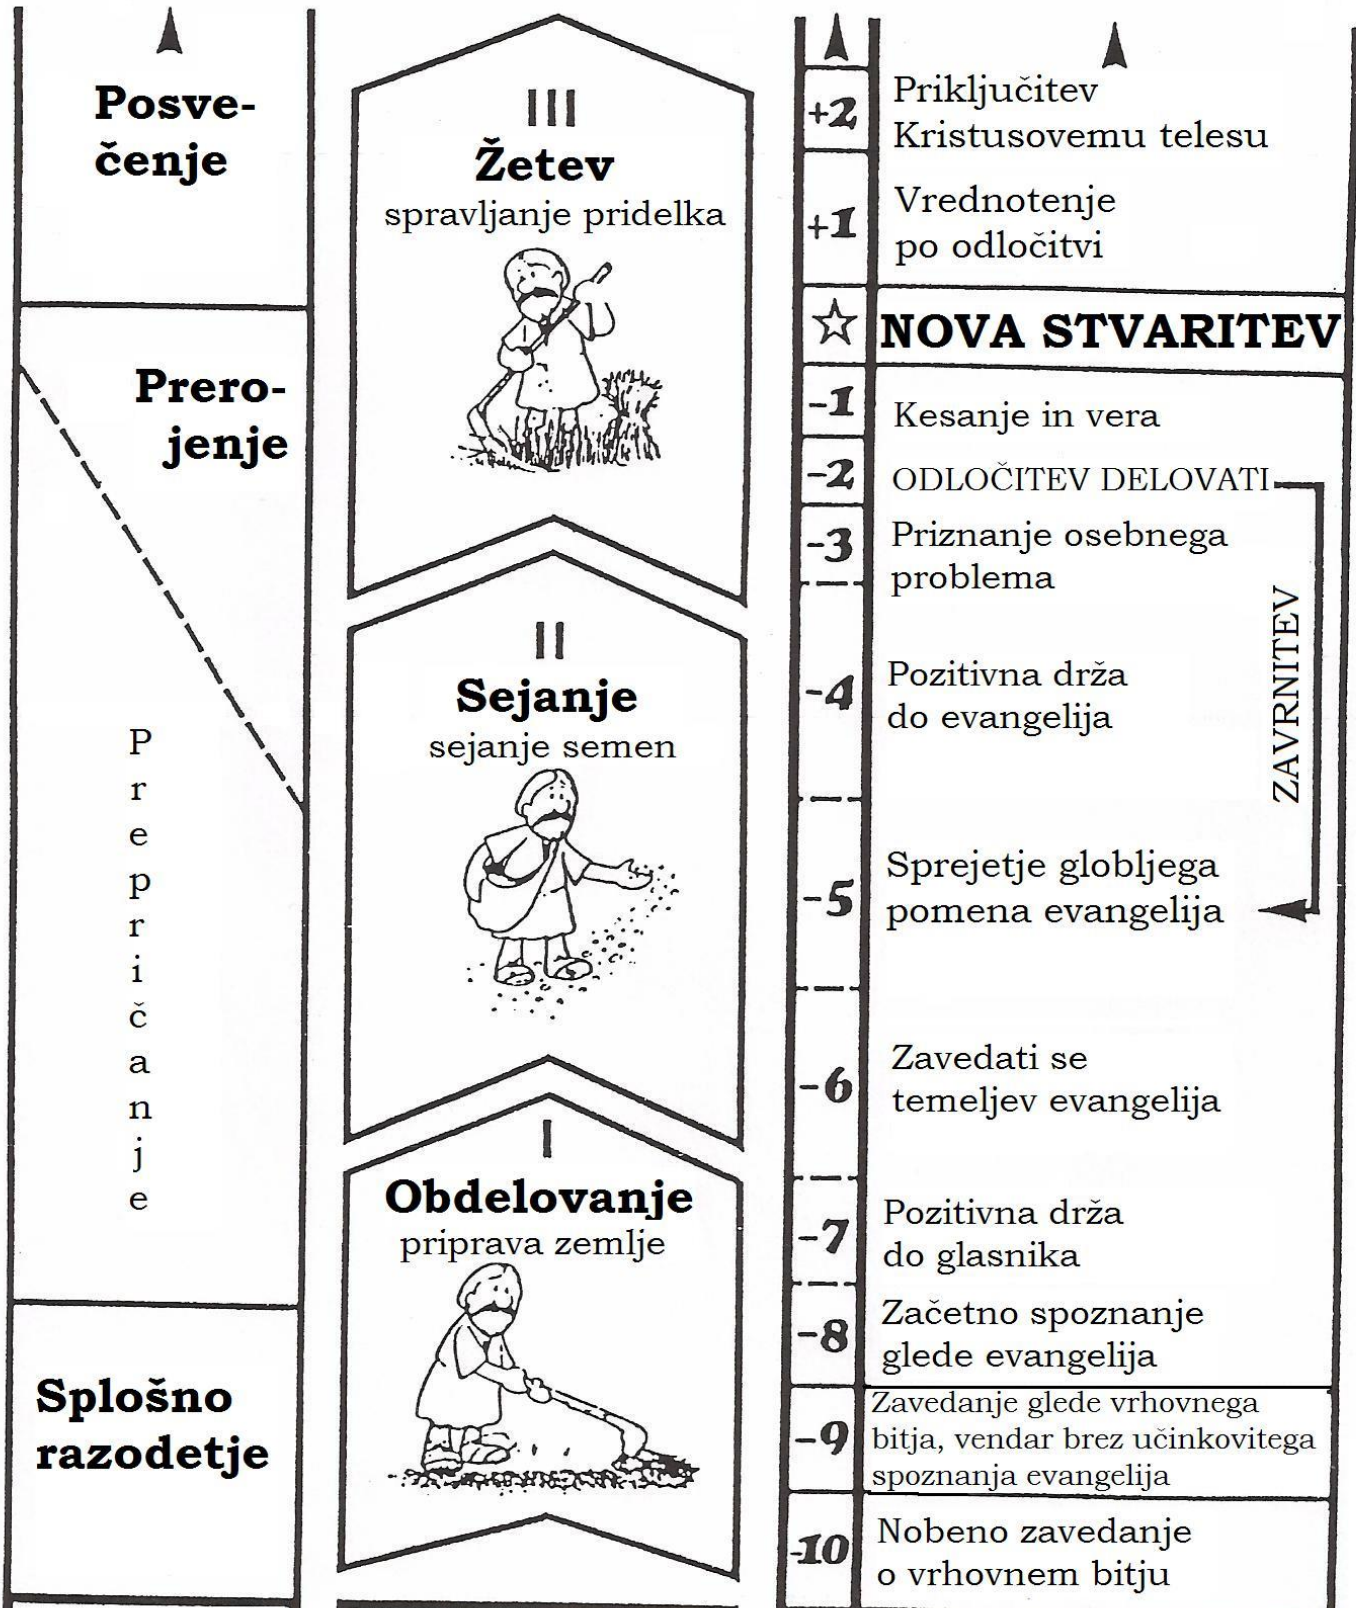 Posve-
čenje
Prero-
jenje
P
r
e
p
r
i
č
a
n
j
e
Splošno
razodetje
III
Žetev
spravljanje pridelka
II
Sejanje
sejanje semen
I
Obdelovanje
priprava zemlje
+2
Priključitev
Kristusovemu telesu
+1
Vrednotenje
po odločitvi
NOVA STVARITEV
-1
Kesanje in vera
-2
ODLOČITEV DELOVATI
-3
Priznanje osebnega
problema
ZAVRNITEV
-4
Pozitivna drža
do evangelija
-5
Sprejetje globljega
pomena evangelija
-6
Zavedati se
temeljev evangelija
-7
Pozitivna drža
do glasnika
-8
Začetno spoznanje
glede evangelija
-9
Zavedanje glede vrhovnega
bitja, vendar brez učinkovitega
spoznanja evangelija
-10
Nobeno zavedanje
o vrhovnem bitju